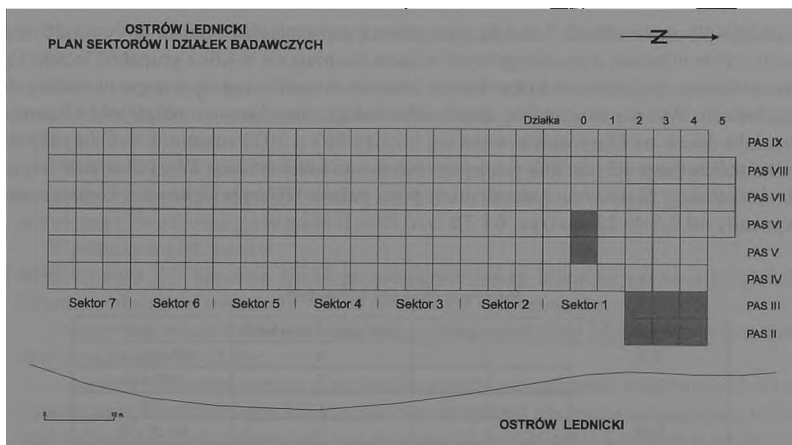 OSTRÓW LEDNICKI
PLAN SEKTORÓW I DZIAŁEK BADAWCZYCH
Z
Działka 0 1 2 3 4 5
PAS IX
PAS VIII
PAS VII
PAS VI
PAS V
PAS IV
Sektor 7 | Sektor 6 | Sektor 5 | Sektor 4 | Sektor 3 | Sektor 2 | Sektor 1
PAS III
PAS II
0 10 m
OSTRÓW LEDNICKI